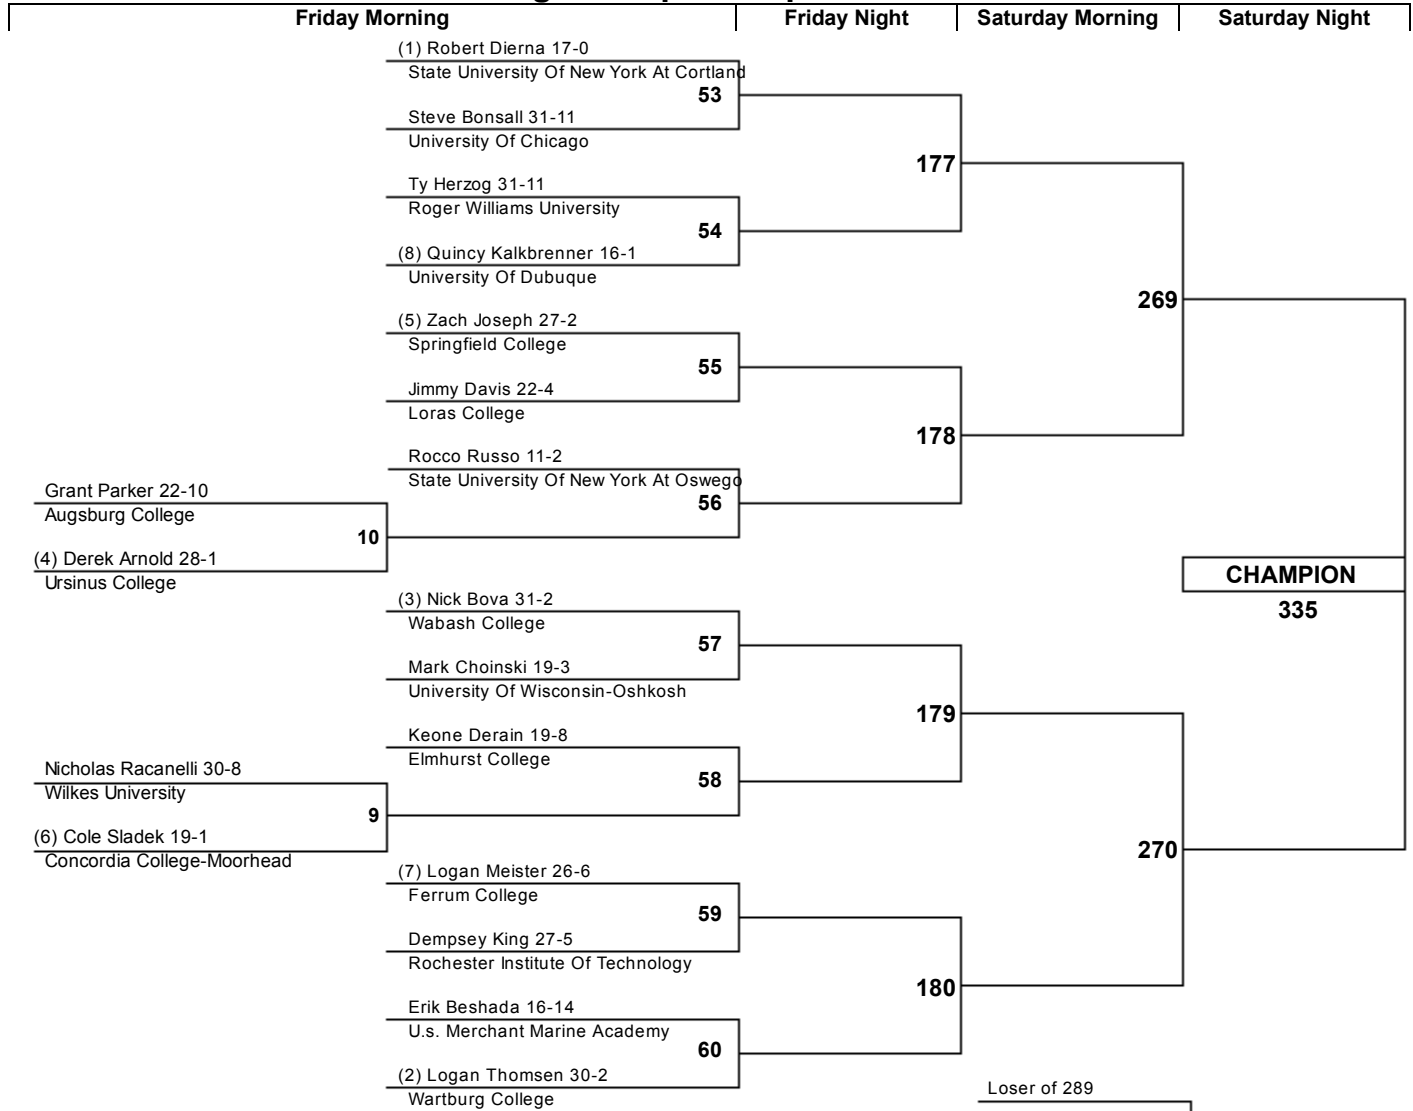 Friday Morning
Friday Night
Saturday Morning
Saturday Night
(1) Robert Dierna 17-0
State University Of New York At Cortland
53
Steve Bonsall 31-11
University Of Chicago
177
Ty Herzog 31-11
Roger Williams University
54
(8) Quincy Kalkbrenner 16-1
University Of Dubuque
269
(5) Zach Joseph 27-2
Springfield College
55
Jimmy Davis 22-4
Loras College
178
Rocco Russo 11-2
State University Of New York At Oswego
56
Grant Parker 22-10
Augsburg College
10
(4) Derek Arnold 28-1
Ursinus College
CHAMPION
335
(3) Nick Bova 31-2
Wabash College
57
Mark Choinski 19-3
University Of Wisconsin-Oshkosh
179
Keone Derain 19-8
Elmhurst College
58
Nicholas Racanelli 30-8
Wilkes University
9
(6) Cole Sladek 19-1
Concordia College-Moorhead
270
(7) Logan Meister 26-6
Ferrum College
59
Dempsey King 27-5
Rochester Institute Of Technology
180
Erik Beshada 16-14
U.s. Merchant Marine Academy
60
(2) Logan Thomsen 30-2
Wartburg College
Loser of 289